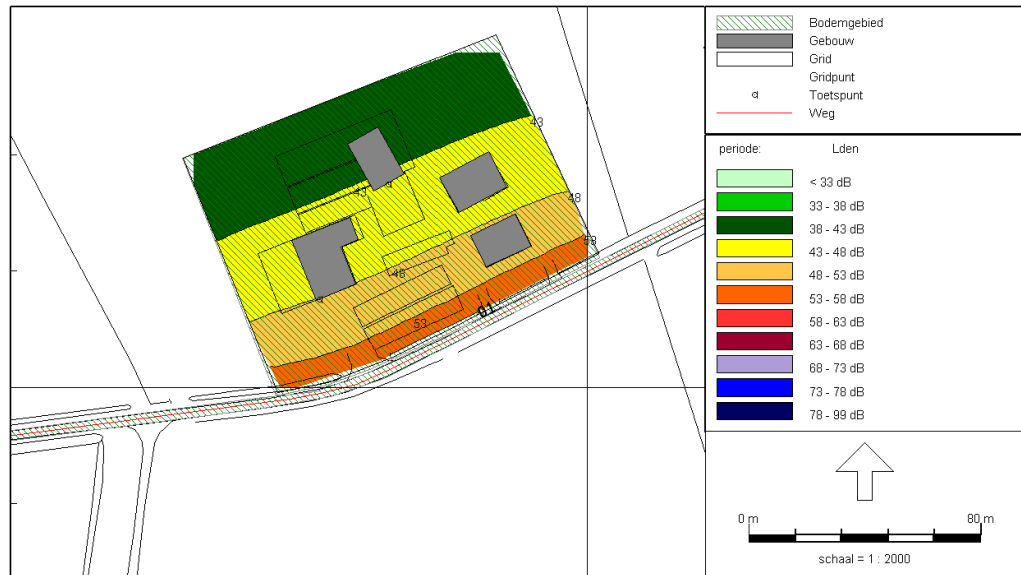 Bodemgebied
Gebouw
Grid
Gridpunt
Toetspunt
Weg
periode: Lden
< 33 dB
33 - 38 dB
38 - 43 dB
43 - 48 dB
48 - 53 dB
53 - 58 dB
58 - 63 dB
63 - 68 dB
68 - 73 dB
73 - 78 dB
78 - 99 dB
0 m 80 m
schaal = 1 : 2000
43
43
48
53
48
53
01